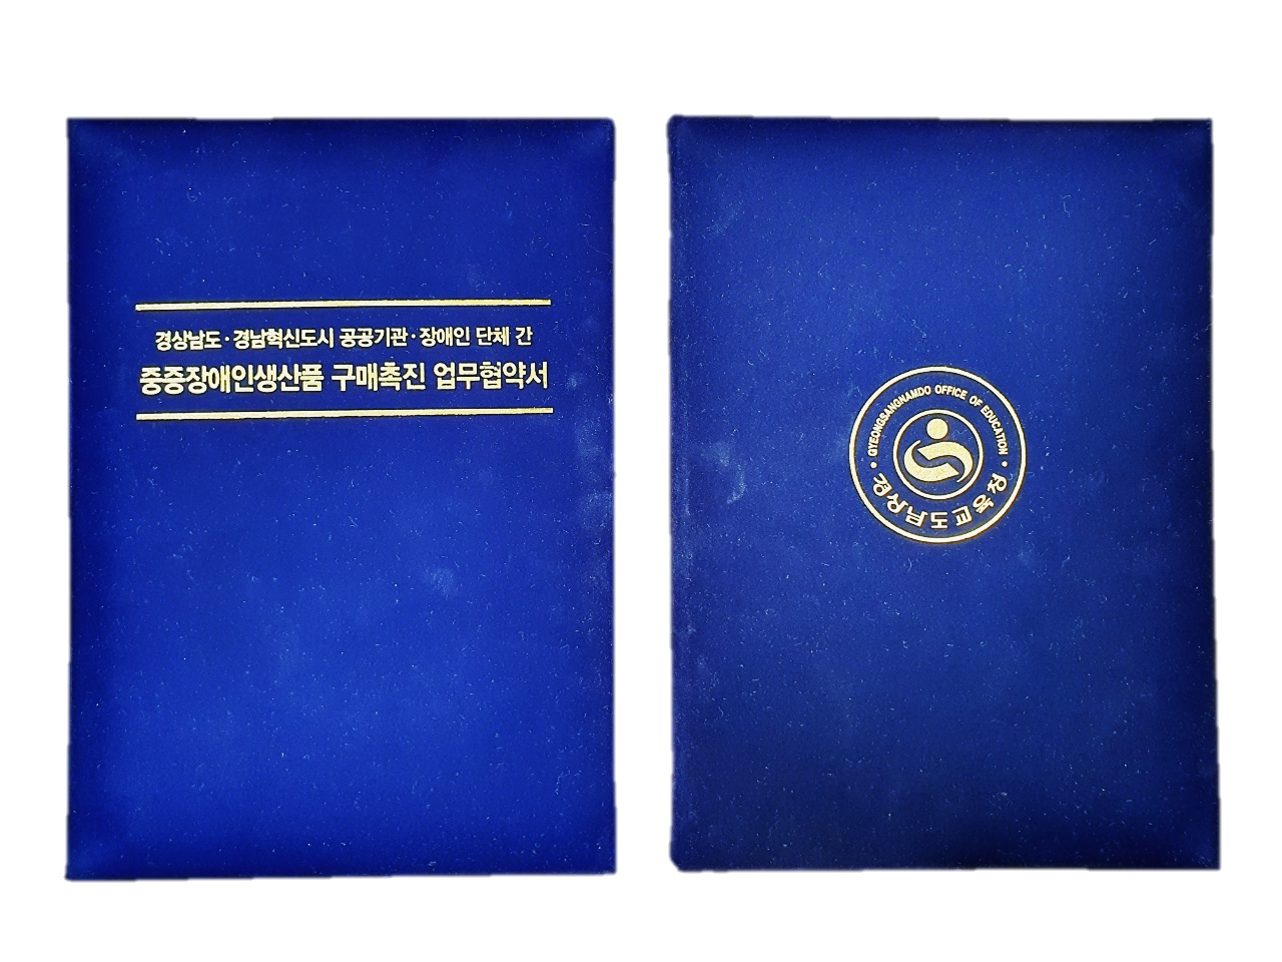 경상남도·경남혁신도시 공공기관·장애인 단체 간
중증장애인생산품 구매촉진 업무협약서
GYEONGSANGNAMDO OFFICE OF EDUCATION
경상남도교육청